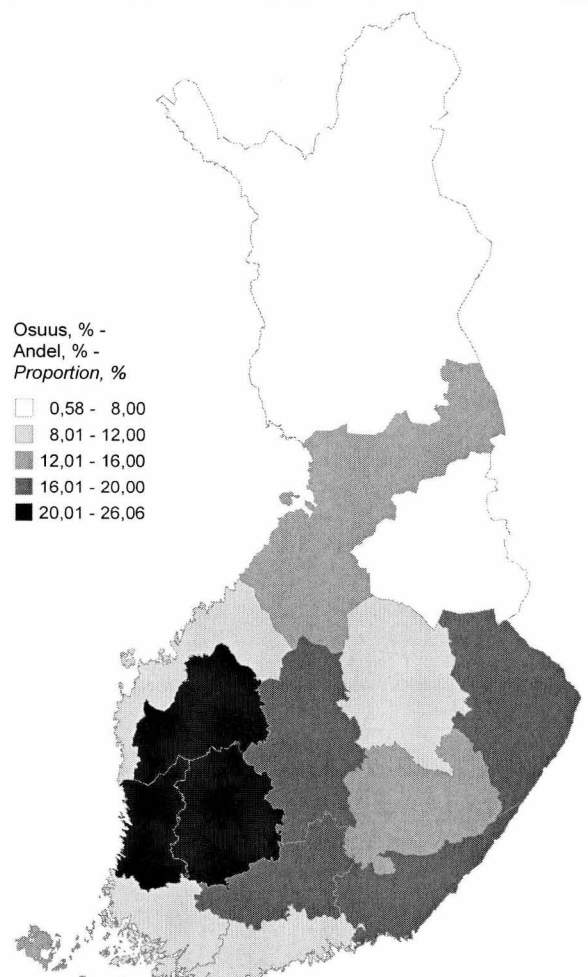 Osuus, % -
Andel, % -
Proportion, %
0,58 - 8,00
8,01 - 12,00
12,01 - 16,00
16,01 - 20,00
20,01 - 26,06